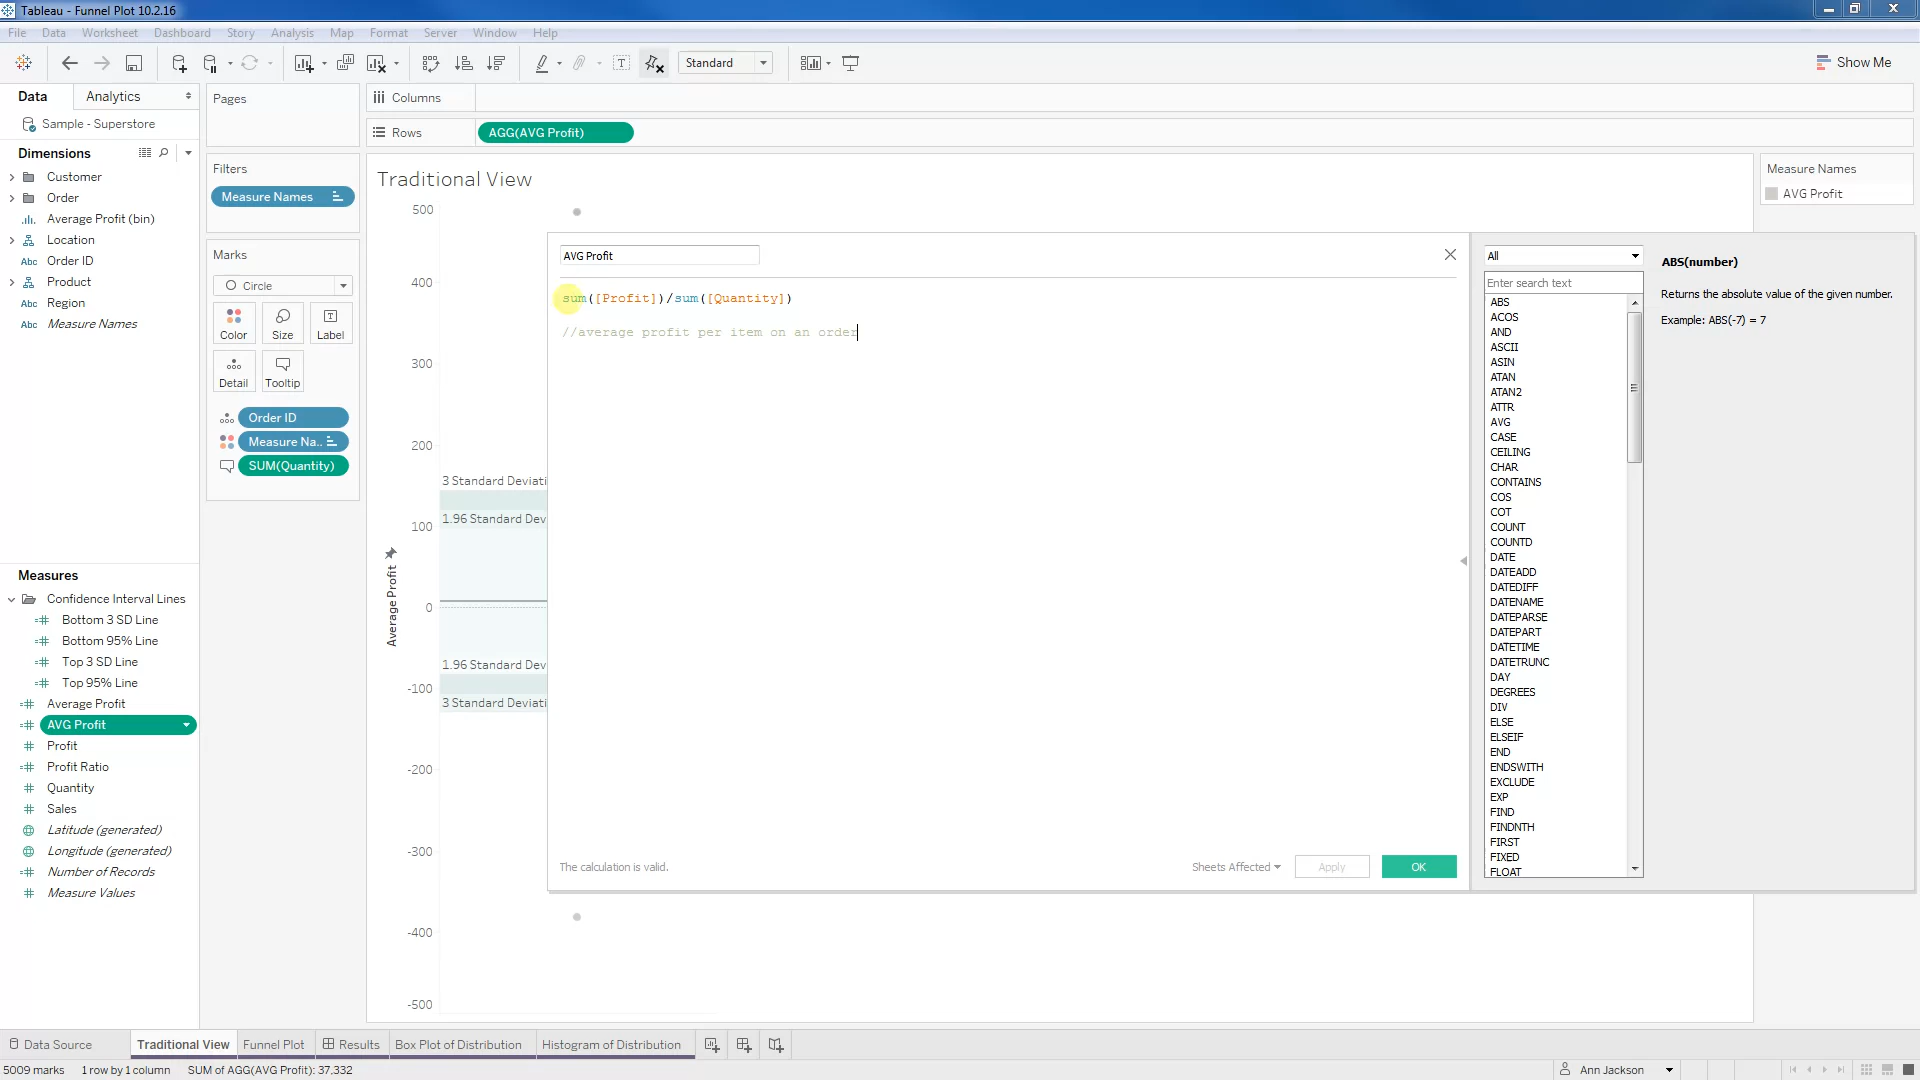 Tableau - Funnel Plot 10.2.16
File Data Worksheet Dashboard Story Analysis Map Format Server Window Help
Standard
Show Me
Data Analytics
Sample - Superstore
Dimensions
Customer
Order
Average Profit (bin)
Location
Abc Order ID
Product
Abc Region
Abc Measure Names
Measures
Confidence Interval Lines
Bottom 3 SD Line
Bottom 95% Line
Top 3 SD Line
Top 95% Line
Average Profit
AVG Profit
Profit
Profit Ratio
Quantity
Sales
Latitude (generated)
Longitude (generated)
Number of Records
Measure Values
Pages
Filters
Measure Names
Marks
Circle
Color Size Label
Detail Tooltip
Order ID
Measure Na..
SUM(Quantity)
Columns
Rows AGG(AVG Profit)
Traditional View
500
400
300
200
100
0
-100
-200
-300
-400
-500
Average Profit
3 Standard Deviati
1.96 Standard Dev
1.96 Standard Dev
3 Standard Deviati
AVG Profit
sum([Profit])/sum([Quantity])
//average profit per item on an order
The calculation is valid.
Sheets Affected Apply OK
All
Enter search text
ABS
ACOS
AND
ASCII
ASIN
ATAN
ATAN2
ATTR
AVG
CASE
CEILING
CHAR
CONTAINS
COS
COT
COUNT
COUNTD
DATE
DATEADD
DATEDIFF
DATENAME
DATEPARSE
DATEPART
DATETIME
DATETRUNC
DAY
DEGREES
DIV
ELSE
ELSEIF
END
ENDSWITH
EXCLUDE
EXP
FIND
FINDNTH
FIRST
FIXED
FLOAT
ABS(number)
Returns the absolute value of the given number.
Example: ABS(-7) = 7
Measure Names
AVG Profit
Data Source Traditional View Funnel Plot Results Box Plot of Distribution Histogram of Distribution
5009 marks 1 row by 1 column SUM of AGG(AVG Profit): 37,332
Ann Jackson